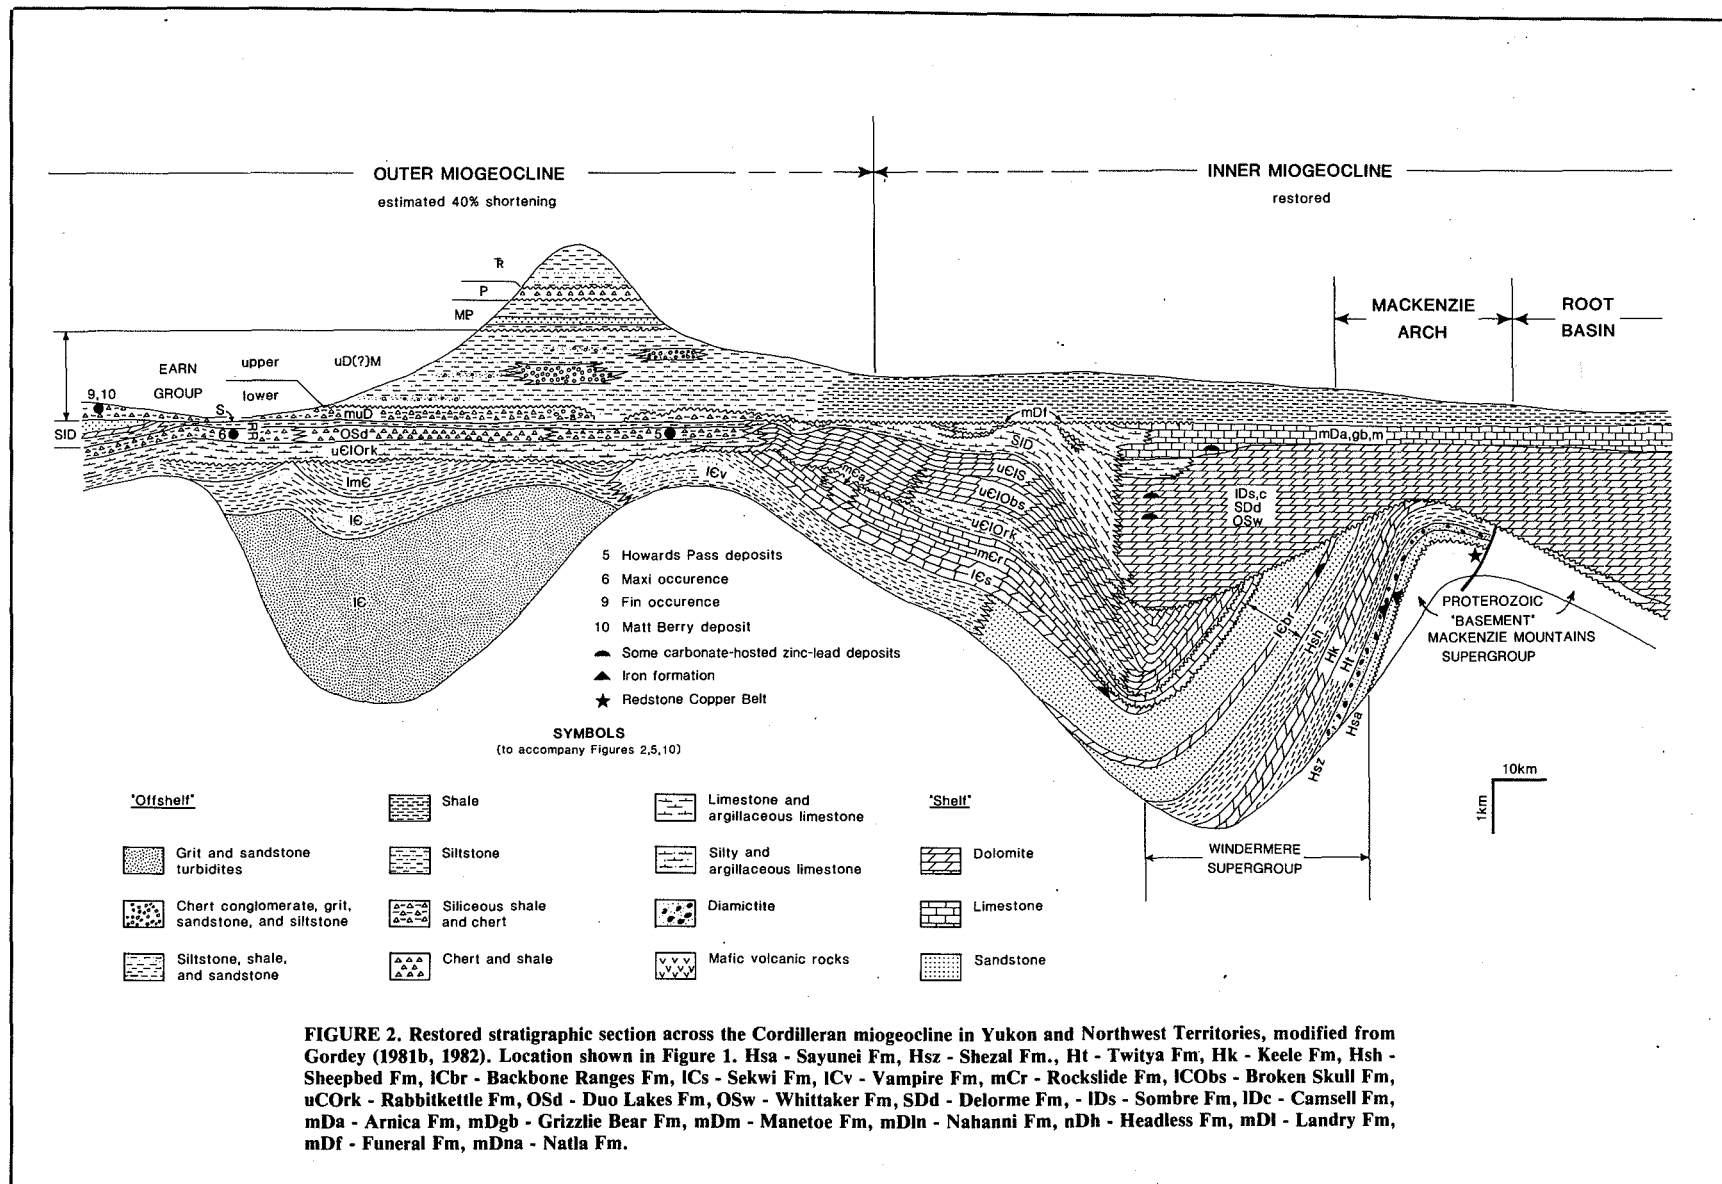 OUTER MIOGEOCLINE
estimated 40% shortening
INNER MIOGEOCLINE
restored
MACKENZIE
ARCH
ROOT
BASIN
TR
P
MP
EARN
GROUP
upper
lower
uD(?)M
9,10
S
SID
muD
6
OSd
5
uЄlOrk
lmЄ
lЄ
lЄ
lЄv
mЄa
SID
mDf
uЄlS
uЄlObs
uЄlOrk
mЄr
lЄs
mDa,gb,m
lDs,c
SDd
OSw
lЄbr
Hsh
Hk
Ht
Hsa
Hsz
PROTEROZOIC
"BASEMENT"
MACKENZIE MOUNTAINS
SUPERGROUP
WINDERMERE
SUPERGROUP
10km
1km
5 Howards Pass deposits
6 Maxi occurence
9 Fin occurence
10 Matt Berry deposit
Some carbonate-hosted zinc-lead deposits
Iron formation
Redstone Copper Belt
SYMBOLS
(to accompany Figures 2,5,10)
"Offshelf"
Grit and sandstone
turbidites
Chert conglomerate, grit,
sandstone, and siltstone
Siltstone, shale,
and sandstone
Shale
Siltstone
Siliceous shale
and chert
Chert and shale
Limestone and
argillaceous limestone
Silty and
argillaceous limestone
Diamictite
Mafic volcanic rocks
"Shelf"
Dolomite
Limestone
Sandstone
FIGURE 2. Restored stratigraphic section across the Cordilleran miogeocline in Yukon and Northwest Territories, modified from
Gordey (1981b, 1982). Location shown in Figure 1. Hsa - Sayunei Fm, Hsz - Shezal Fm., Ht - Twitya Fm, Hk - Keele Fm, Hsh -
Sheepbed Fm, lCbr - Backbone Ranges Fm, lCs - Sekwi Fm, lCv - Vampire Fm, mCr - Rockslide Fm, lCObs - Broken Skull Fm,
uCOrk - Rabbitkettle Fm, OSd - Duo Lakes Fm, OSw - Whittaker Fm, SDd - Delorme Fm, - lDs - Sombre Fm, lDc - Camsell Fm,
mDa - Arnica Fm, mDgb - Grizzlie Bear Fm, mDm - Manetoe Fm, mDln - Nahanni Fm, nDh - Headless Fm, mDl - Landry Fm,
mDf - Funeral Fm, mDna - Natla Fm.